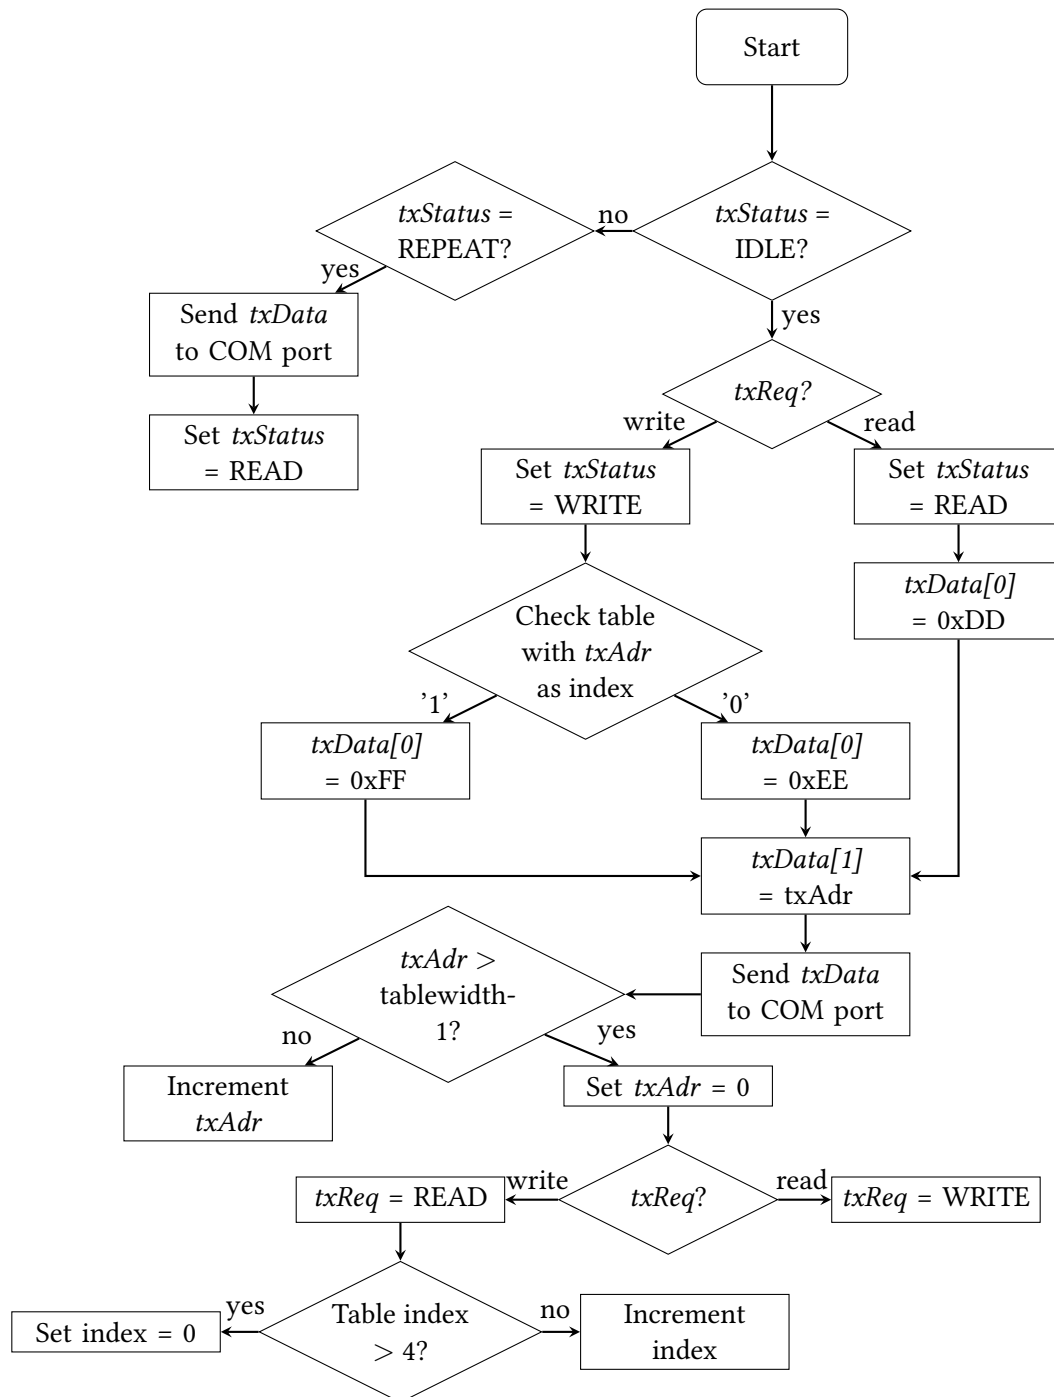 Start
txStatus =
IDLE?
no
txStatus =
REPEAT?
yes
Send txData
to COM port
Set txStatus
= READ
yes
txReq?
write
read
Set txStatus
= WRITE
Set txStatus
= READ
txData[0]
= 0xDD
Check table
with txAdr
as index
'1'
'0'
txData[0]
= 0xFF
txData[0]
= 0xEE
txData[1]
= txAdr
Send txData
to COM port
txAdr >
tablewidth-
1?
no
yes
Increment
txAdr
Set txAdr = 0
txReq?
write
read
txReq = READ
txReq = WRITE
Table index
> 4?
yes
no
Set index = 0
Increment
index